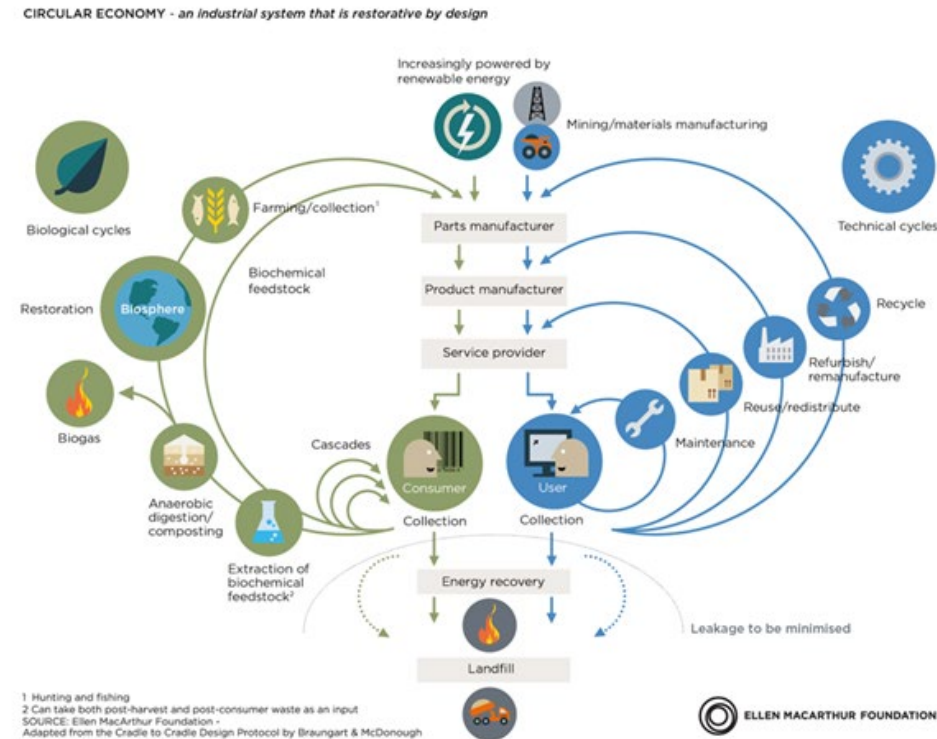 CIRCULAR ECONOMY - an industrial system that is restorative by design
Increasingly powered by
renewable energy
Mining/materials manufacturing
Biological cycles
Farming/collection¹
Technical cycles
Parts manufacturer
Biochemical
feedstock
Product manufacturer
Restoration
Biosphere
Recycle
Service provider
Refurbish/
remanufacture
Reuse/redistribute
Biogas
Cascades
Maintenance
Consumer
User
Anaerobic
digestion/
composting
Collection
Collection
Extraction of
biochemical
feedstock²
Energy recovery
Leakage to be minimised
Landfill
1 Hunting and fishing
2 Can take both post-harvest and post-consumer waste as an input
SOURCE: Ellen MacArthur Foundation -
Adapted from the Cradle to Cradle Design Protocol by Braungart & McDonough
ELLEN MACARTHUR FOUNDATION